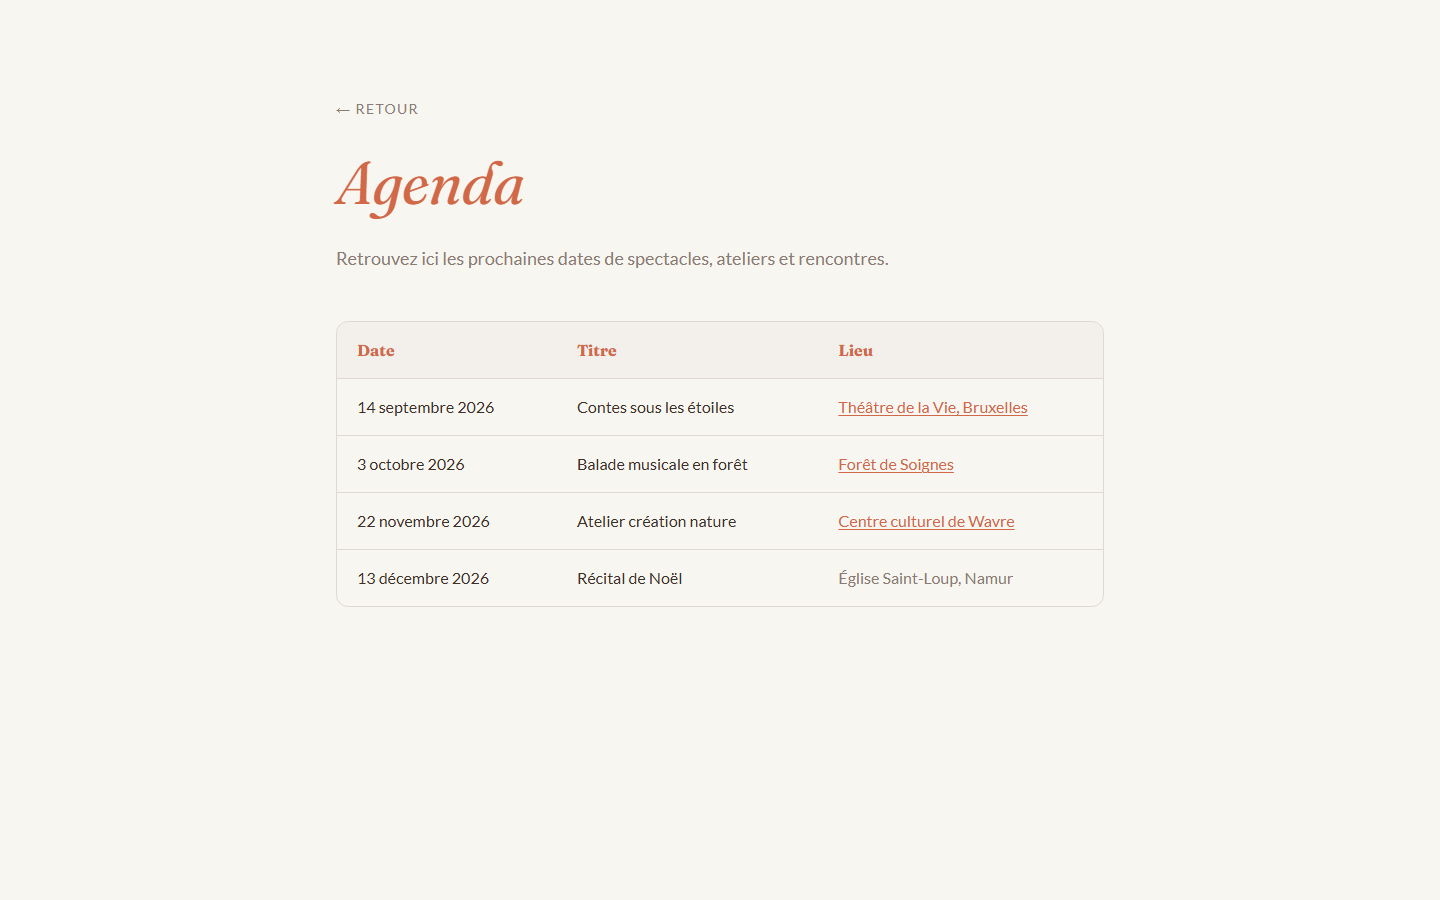 ← RETOUR
Agenda
Retrouvez ici les prochaines dates de spectacles, ateliers et rencontres.
Date Titre Lieu
14 septembre 2026 Contes sous les étoiles Théâtre de la Vie, Bruxelles
3 octobre 2026 Balade musicale en forêt Forêt de Soignes
22 novembre 2026 Atelier création nature Centre culturel de Wavre
13 décembre 2026 Récital de Noël Église Saint-Loup, Namur